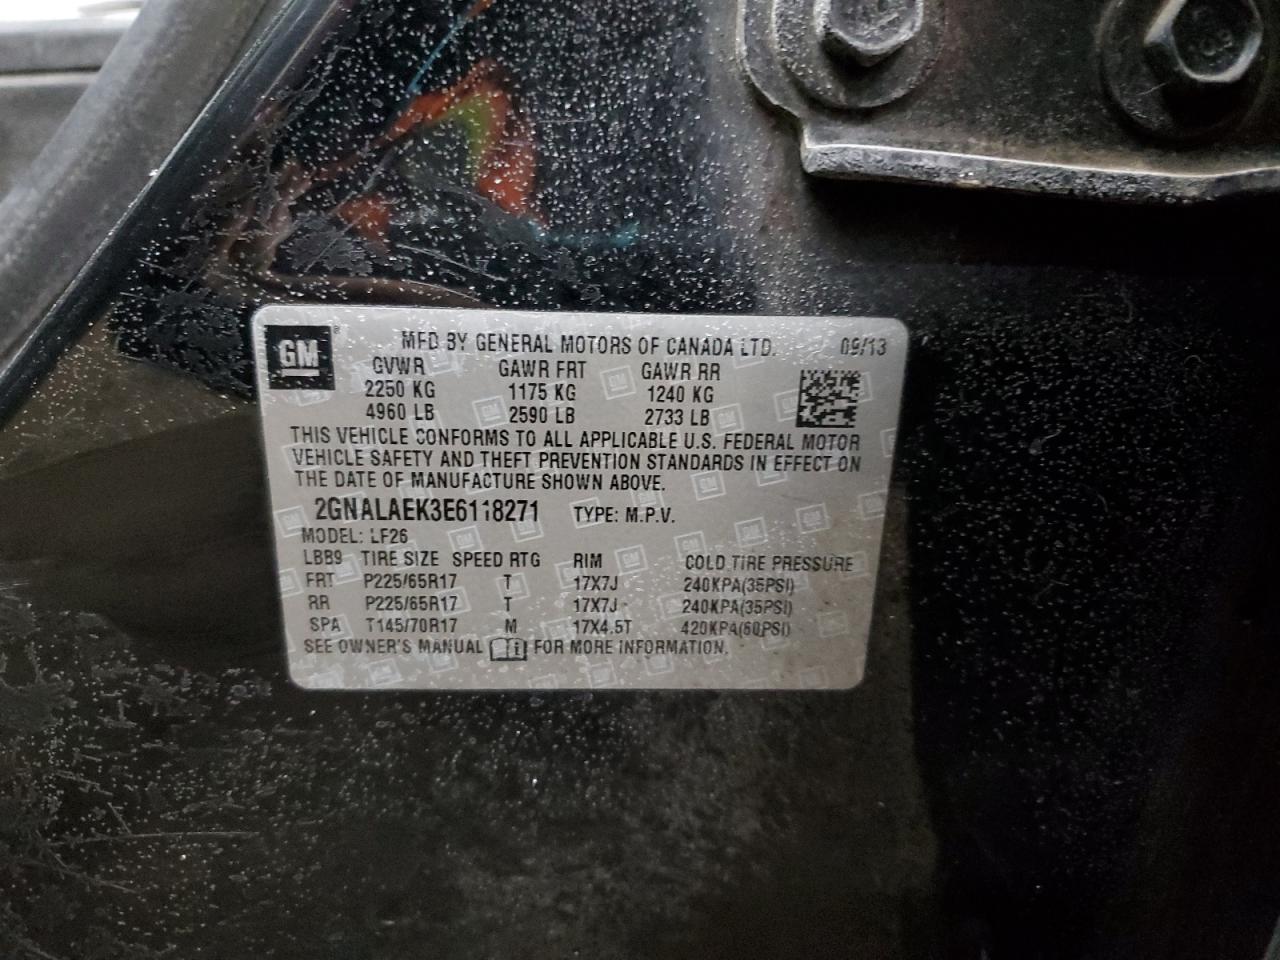 GM ® MFD BY GENERAL MOTORS OF CANADA LTD. 09/13
GVWR GAWR FRT GAWR RR
2250 KG 1175 KG 1240 KG
4960 LB 2590 LB 2733 LB
THIS VEHICLE CONFORMS TO ALL APPLICABLE U.S. FEDERAL MOTOR
VEHICLE SAFETY AND THEFT PREVENTION STANDARDS IN EFFECT ON
THE DATE OF MANUFACTURE SHOWN ABOVE.
2GNALAEK3E6118271 TYPE: M.P.V.
MODEL: LF26
LBB9 TIRE SIZE SPEED RTG RIM COLD TIRE PRESSURE
FRT P225/65R17 T 17X7J 240KPA(35PSI)
RR P225/65R17 T 17X7J 240KPA(35PSI)
SPA T145/70R17 M 17X4.5T 420KPA(60PSI)
SEE OWNER'S MANUAL i FOR MORE INFORMATION.